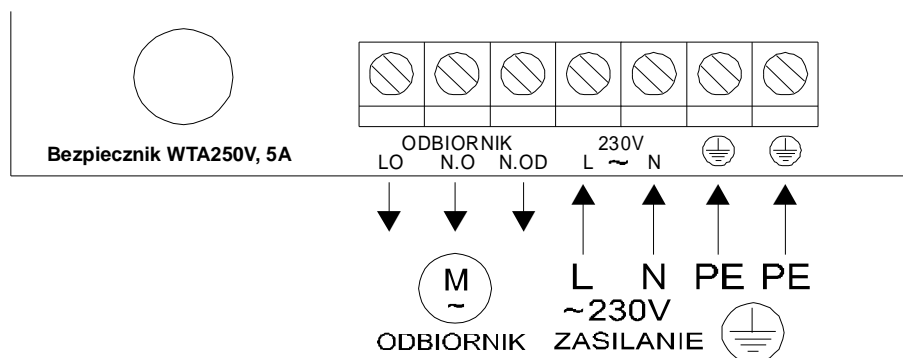 Bezpiecznik WTA250V, 5A
ODBIORNIK 230V
LO N.O N.OD L ~ N
M
~
ODBIORNIK
L N PE PE
~230V
ZASILANIE